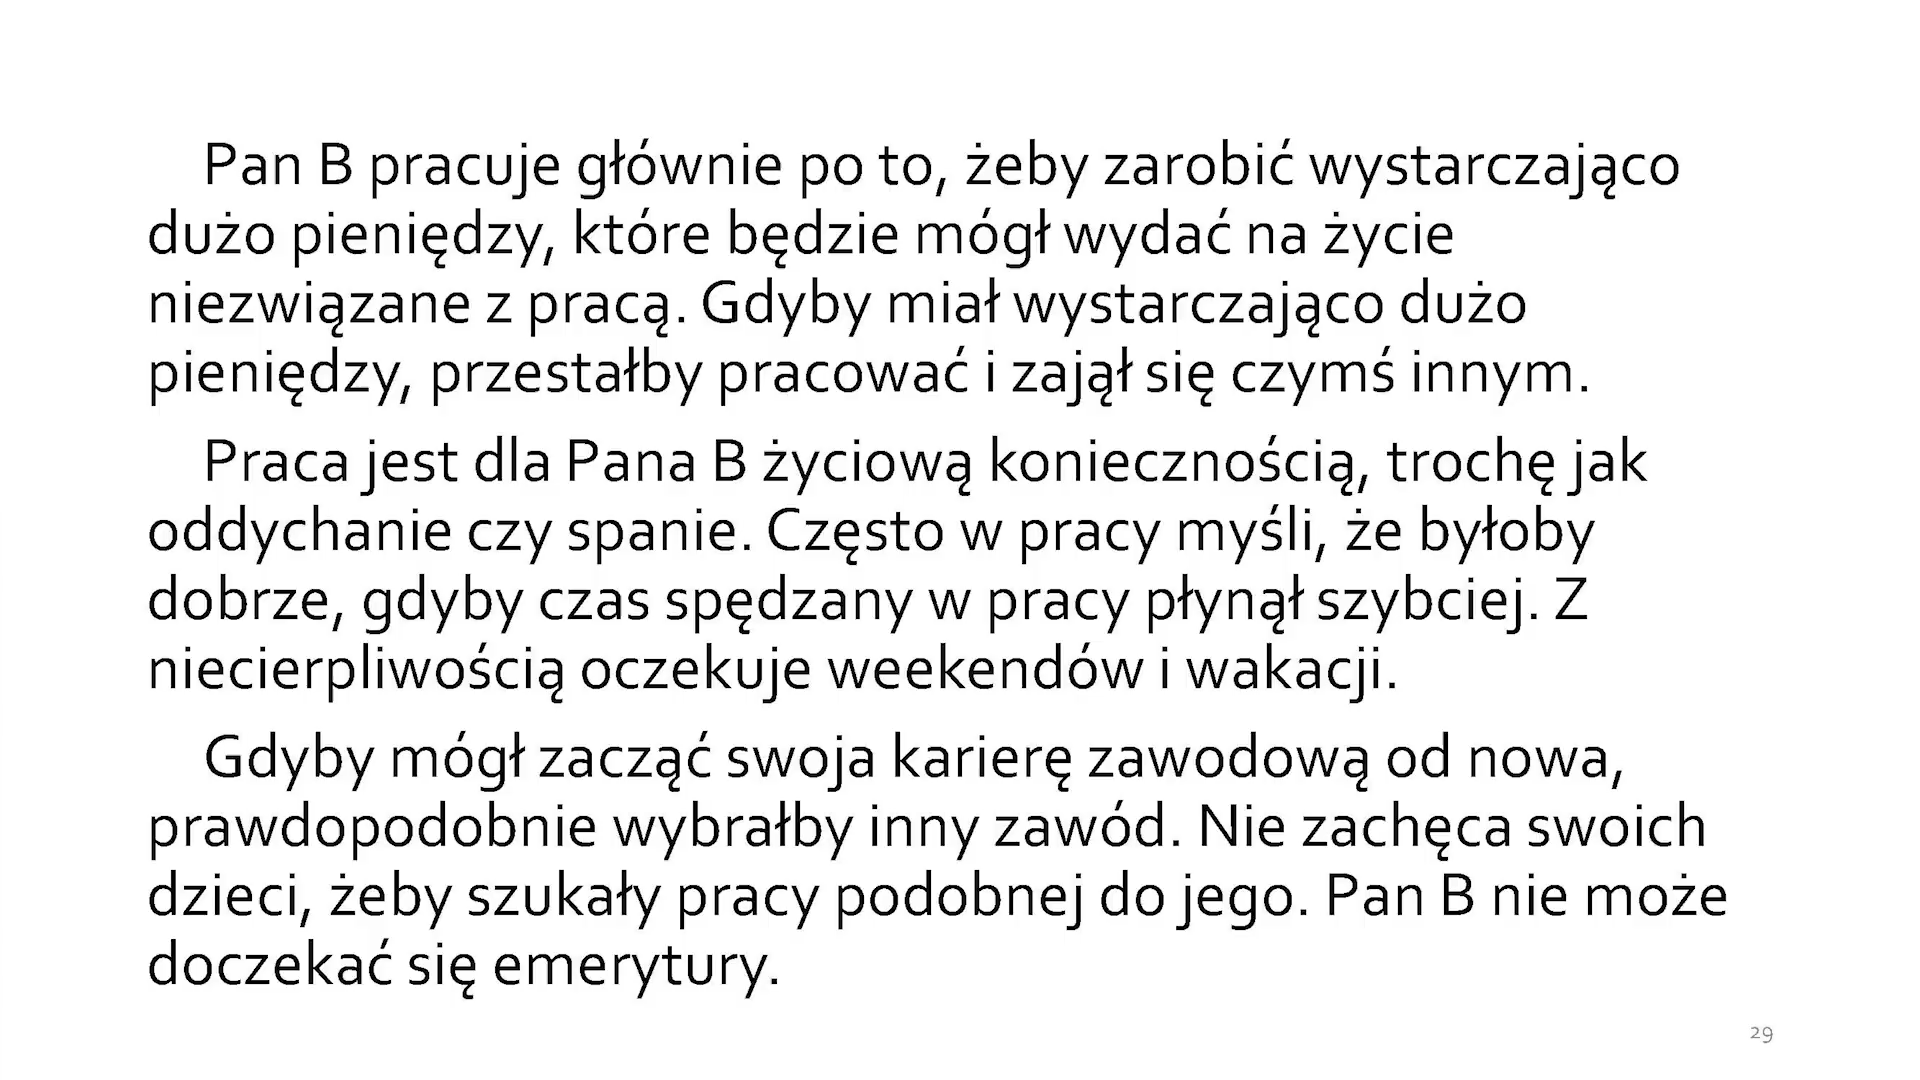 Pan B pracuje głównie po to, żeby zarobić wystarczająco
dużo pieniędzy, które będzie mógł wydać na życie
niezwiązane z pracą. Gdyby miał wystarczająco dużo
pieniędzy, przestałby pracować i zajął się czymś innym.
Praca jest dla Pana B życiową koniecznością, trochę jak
oddychanie czy spanie. Często w pracy myśli, że byłoby
dobrze, gdyby czas spędzany w pracy płynął szybciej. Z
niecierpliwością oczekuje weekendów i wakacji.
Gdyby mógł zacząć swoja karierę zawodową od nowa,
prawdopodobnie wybrałby inny zawód. Nie zachęca swoich
dzieci, żeby szukały pracy podobnej do jego. Pan B nie może
doczekać się emerytury.
29